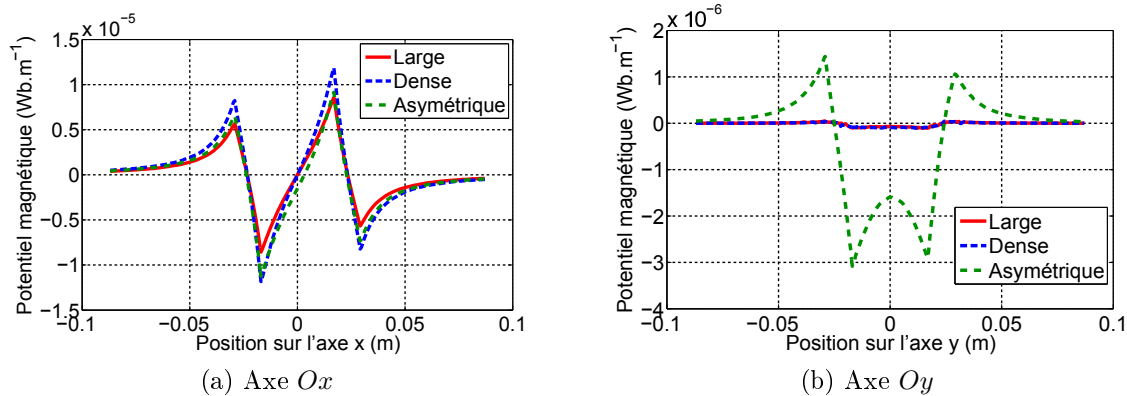 x 10⁻⁵
1.5
1
0.5
0
−0.5
−1
−1.5
−0.1
−0.05
0
0.05
0.1
Potentiel magnétique (Wb.m⁻¹)
Position sur l'axe x (m)
Large
Dense
Asymétrique
(a) Axe Ox
x 10⁻⁶
2
1
0
−1
−2
−3
−4
−0.1
−0.05
0
0.05
0.1
Potentiel magnétique (Wb.m⁻¹)
Position sur l'axe y (m)
Large
Dense
Asymétrique
(b) Axe Oy